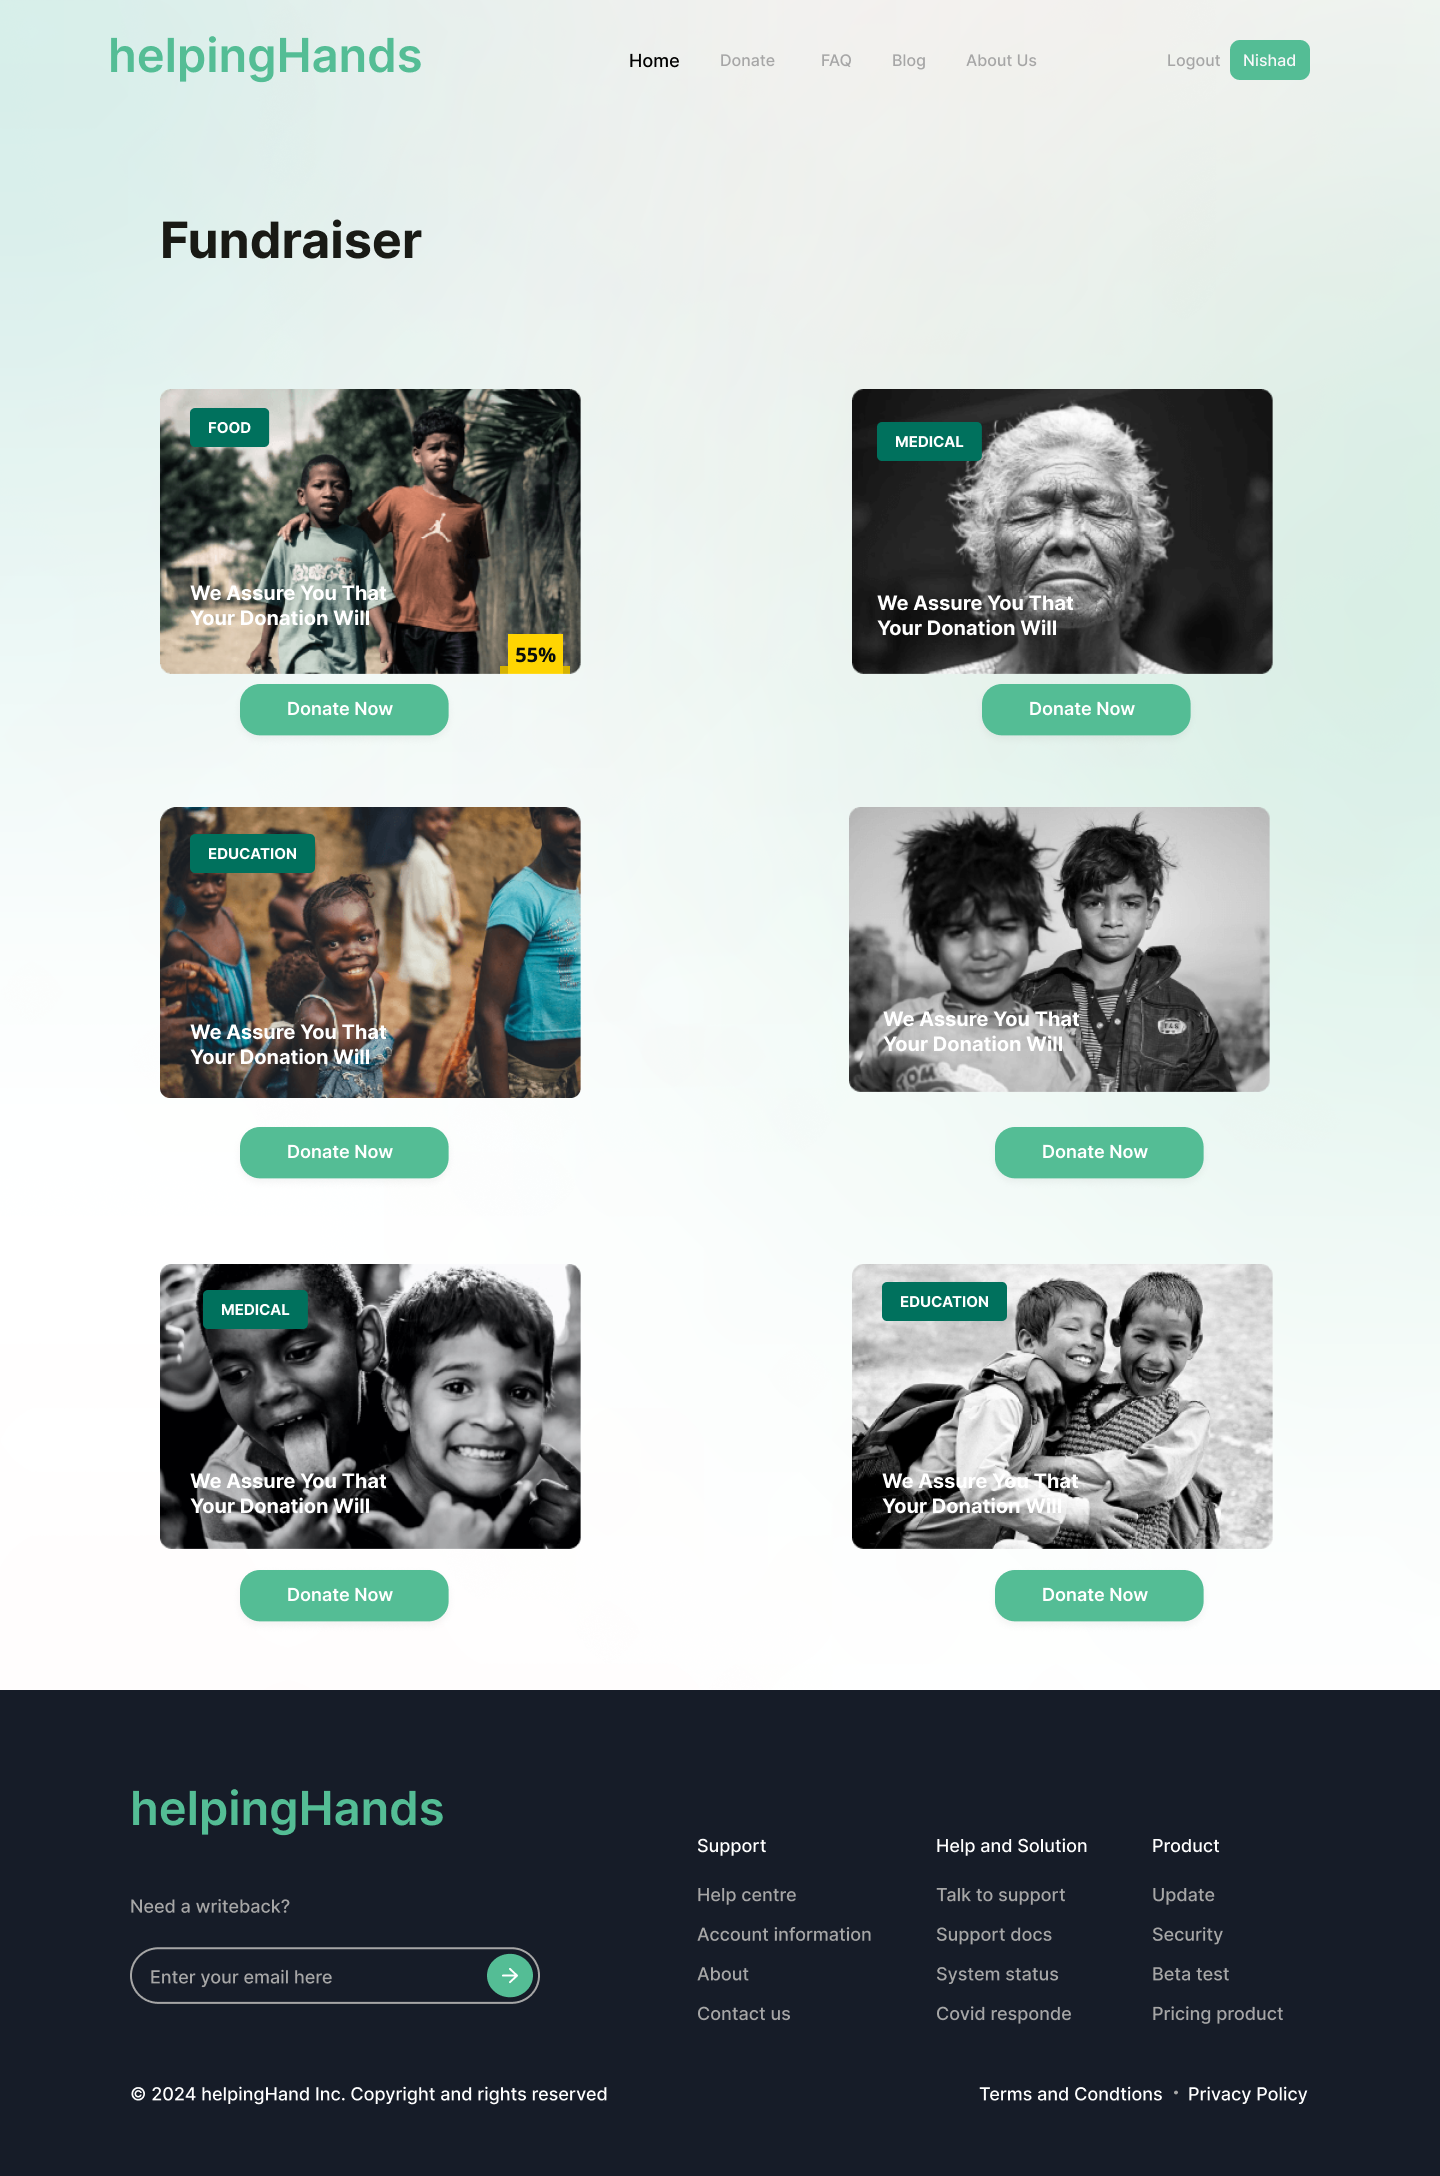 helpingHands
Home Donate FAQ Blog About Us Logout Nishad
Fundraiser
FOOD
We Assure You That
Your Donation Will
55%
Donate Now
MEDICAL
We Assure You That
Your Donation Will
Donate Now
EDUCATION
We Assure You That
Your Donation Will
Donate Now
We Assure You That
Your Donation Will
Donate Now
MEDICAL
We Assure You That
Your Donation Will
Donate Now
EDUCATION
We Assure You That
Your Donation Will
Donate Now
helpingHands
Need a writeback?
Enter your email here
Support
Help centre
Account information
About
Contact us
Help and Solution
Talk to support
Support docs
System status
Covid responde
Product
Update
Security
Beta test
Pricing product
© 2024 helpingHand Inc. Copyright and rights reserved
Terms and Condtions • Privacy Policy